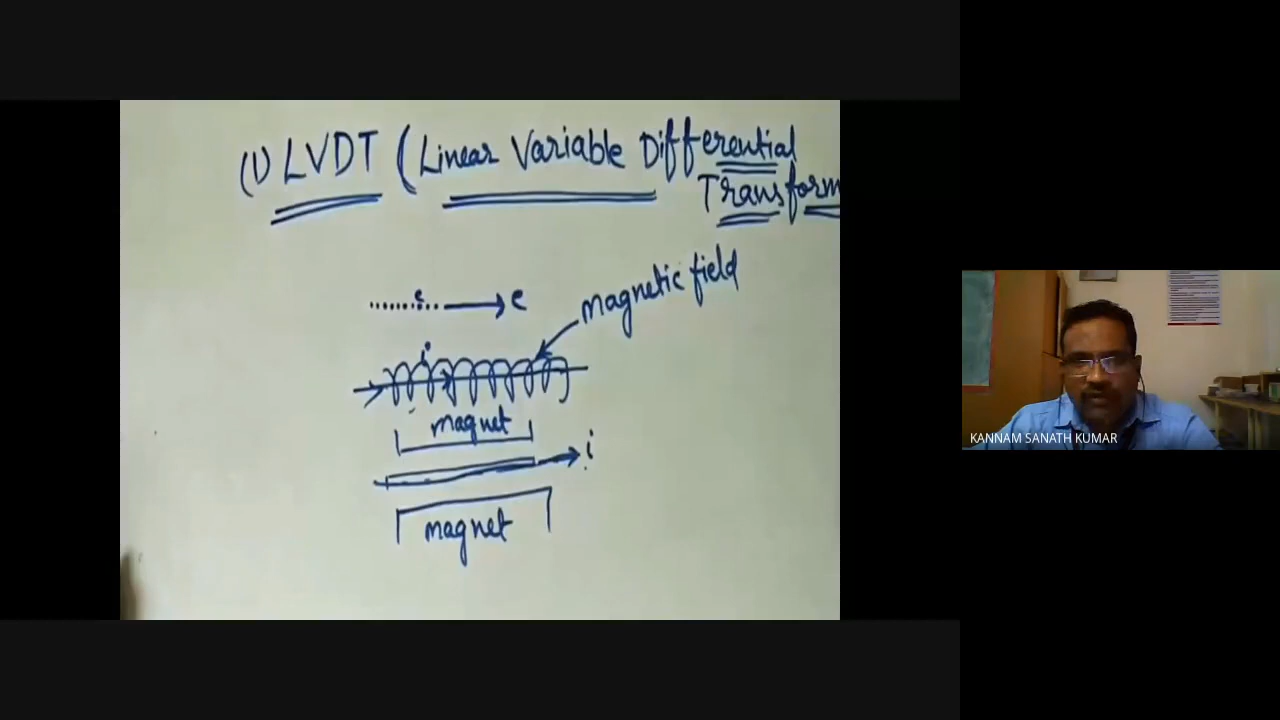 (1) LVDT (Linear Variable Differential
Transform
e → e
magnetic field
i
magnet
i
magnet
KANNAM SANATH KUMAR